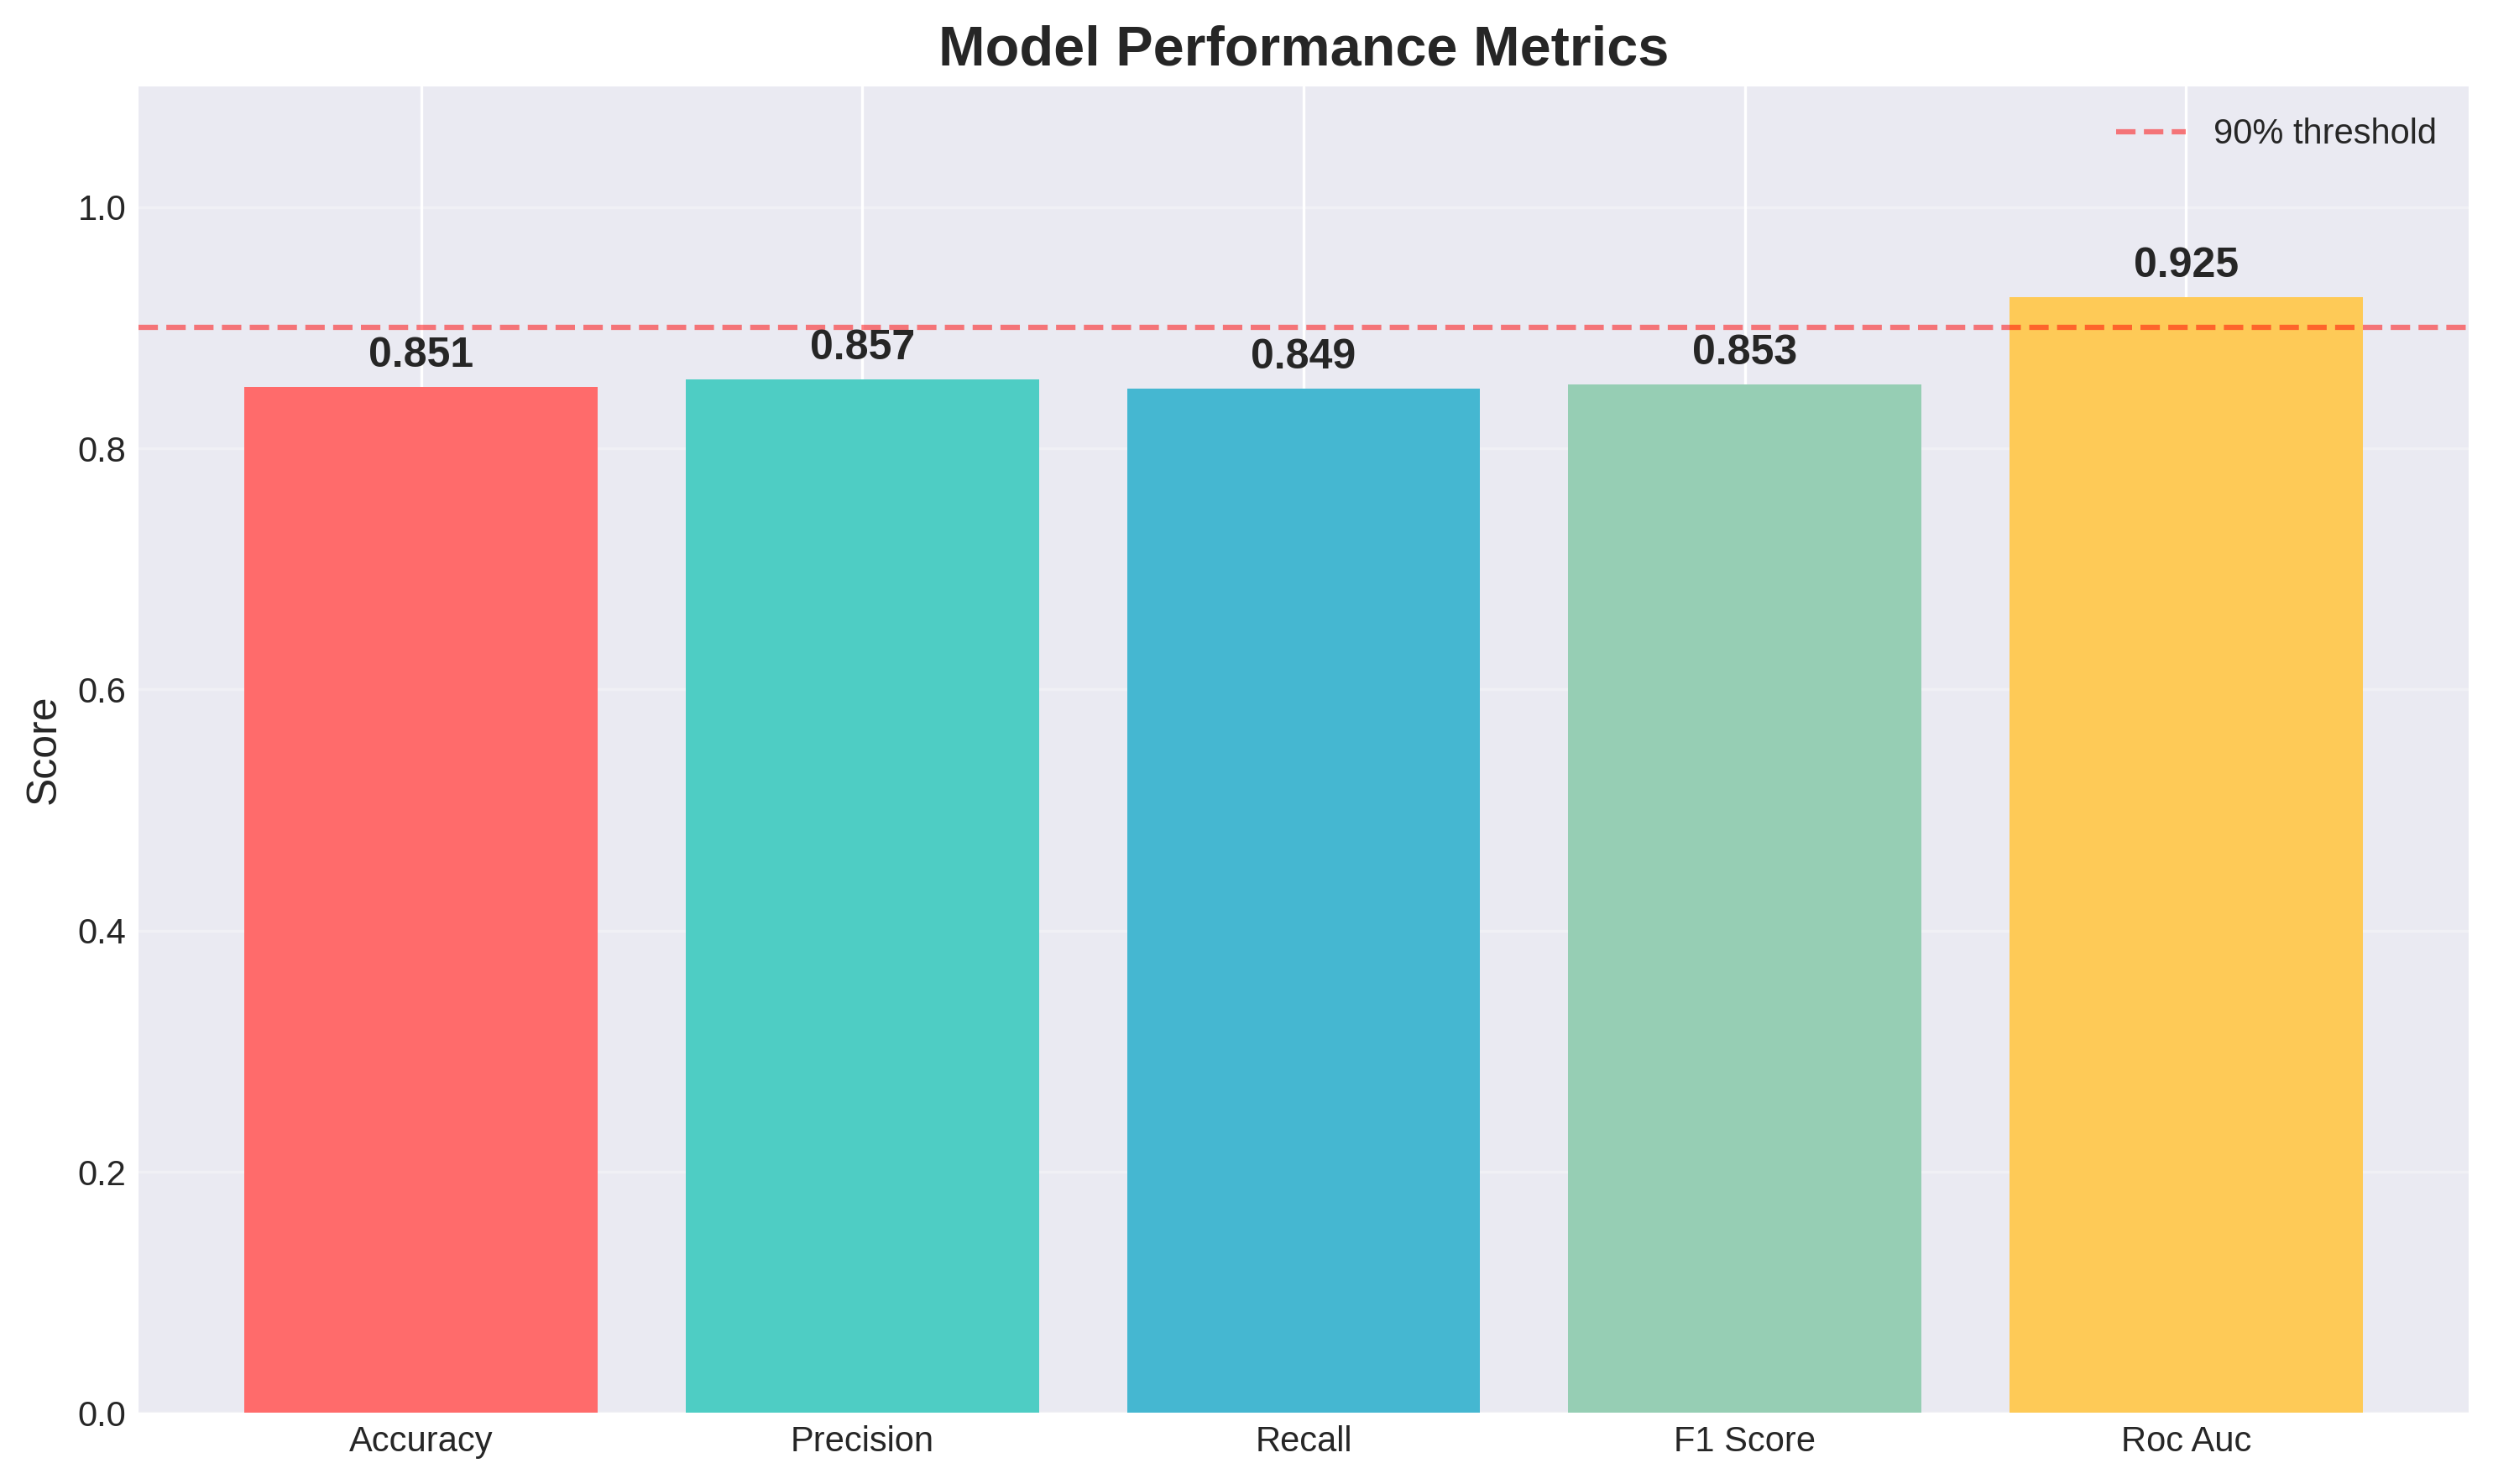 Model Performance Metrics
90% threshold
1.0
0.8
0.6
0.4
0.2
0.0
Score
0.851
0.857
0.849
0.853
0.925
Accuracy
Precision
Recall
F1 Score
Roc Auc